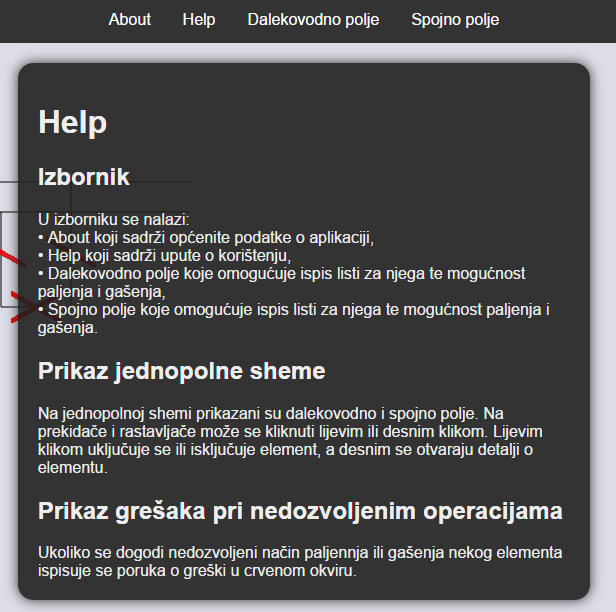 About Help Dalekovodno polje Spojno polje
Help
Izbornik
U izborniku se nalazi:
• About koji sadrži općenite podatke o aplikaciji,
• Help koji sadrži upute o korištenju,
• Dalekovodno polje koje omogućuje ispis listi za njega te mogućnost
paljenja i gašenja,
• Spojno polje koje omogućuje ispis listi za njega te mogućnost paljenja i
gašenja.
Prikaz jednopolne sheme
Na jednopolnoj shemi prikazani su dalekovodno i spojno polje. Na
prekidače i rastavljače može se kliknuti lijevim ili desnim klikom. Lijevim
klikom uključuje se ili isključuje element, a desnim se otvaraju detalji o
elementu.
Prikaz grešaka pri nedozvoljenim operacijama
Ukoliko se dogodi nedozvoljeni način paljennja ili gašenja nekog elementa
ispisuje se poruka o greški u crvenom okviru.